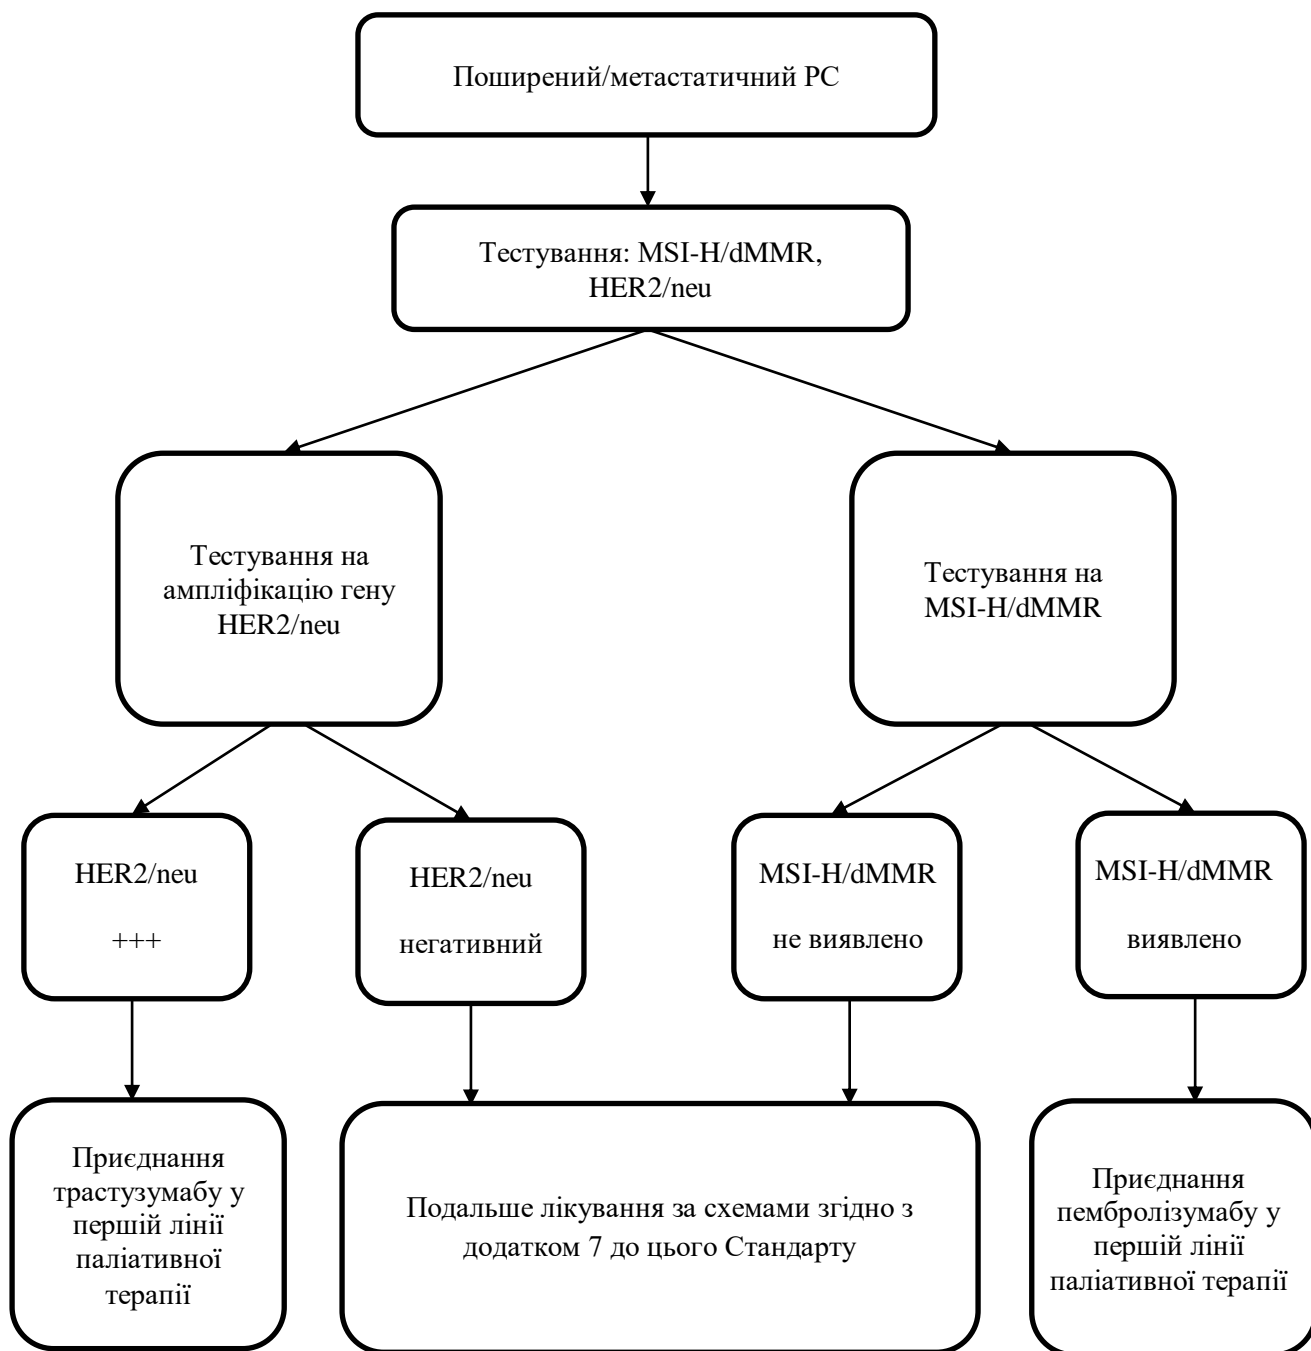 Поширений/метастатичний РС
Тестування: MSI-H/dMMR,
HER2/neu
Тестування на
ампліфікацію гену
HER2/neu
Тестування на
MSI-H/dMMR
HER2/neu
+++
HER2/neu
негативний
MSI-H/dMMR
не виявлено
MSI-H/dMMR
виявлено
Приєднання
трастузумабу у
першій лінії
паліативної
терапії
Подальше лікування за схемами згідно з
додатком 7 до цього Стандарту
Приєднання
пембролізумабу у
першій лінії
паліативної терапії